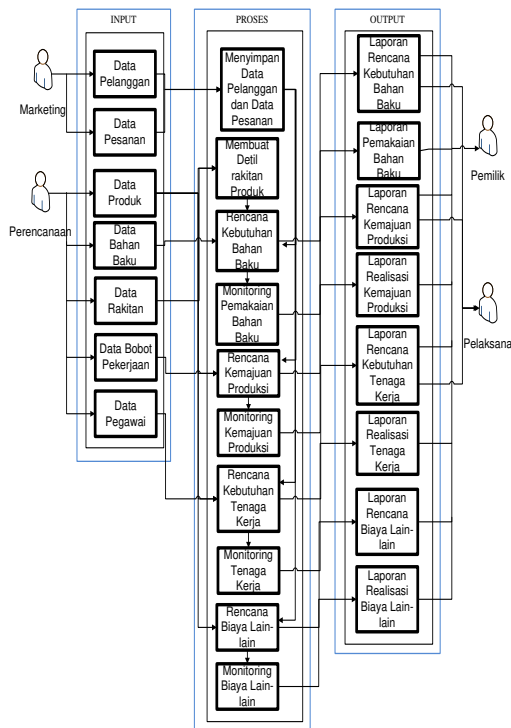 INPUT
PROSES
OUTPUT
Marketing
Perencanaan
Data
Pelanggan
Data
Pesanan
Data
Produk
Data
Bahan
Baku
Data
Rakitan
Data Bobot
Pekerjaan
Data
Pegawai
Menyimpan
Data
Pelanggan
dan Data
Pesanan
Membuat
Detil
rakitan
Produk
Rencana
Kebutuhan
Bahan
Baku
Monitoring
Pemakaian
Bahan
Baku
Rencana
Kemajuan
Produksi
Monitoring
Kemajuan
Produksi
Rencana
Kebutuhan
Tenaga
Kerja
Monitoring
Tenaga
Kerja
Rencana
Biaya Lain-
lain
Monitoring
Biaya Lain-
lain
Laporan
Rencana
Kebutuhan
Bahan
Baku
Laporan
Pemakaian
Bahan
Baku
Laporan
Rencana
Kemajuan
Produksi
Laporan
Realisasi
Kemajuan
Produksi
Laporan
Rencana
Kebutuhan
Tenaga
Kerja
Laporan
Realisasi
Tenaga
Kerja
Laporan
Rencana
Biaya Lain-
lain
Laporan
Realisasi
Biaya Lain-
lain
Pemilik
Pelaksana